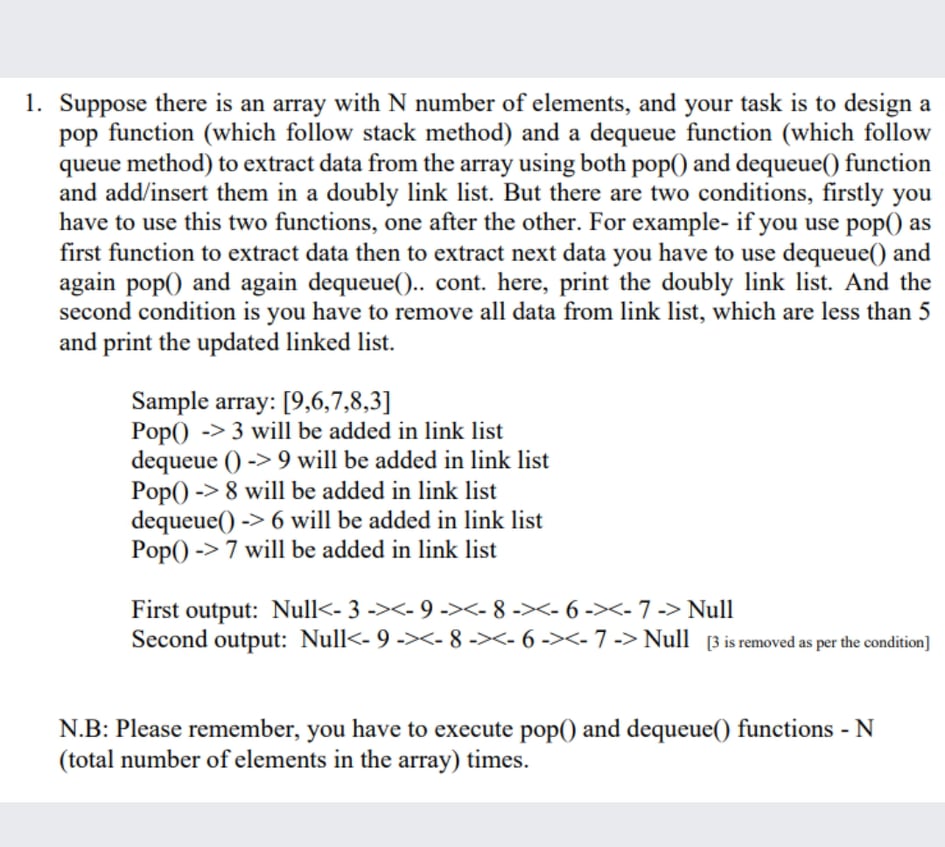 1. Suppose there is an array with N number of elements, and your task is to design a
pop function (which follow stack method) and a dequeue function (which follow
queue method) to extract data from the array using both pop() and dequeue() function
and add/insert them in a doubly link list. But there are two conditions, firstly you
have to use this two functions, one after the other. For example- if you use pop() as
first function to extract data then to extract next data you have to use dequeue() and
again pop() and again dequeue().. cont. here, print the doubly link list. And the
second condition is you have to remove all data from link list, which are less than 5
and print the updated linked list.
Sample array: [9,6,7,8,3]
Pop() -> 3 will be added in link list
dequeue () -> 9 will be added in link list
Pop() -> 8 will be added in link list
dequeue() -> 6 will be added in link list
Pop() -> 7 will be added in link list
First output: Null<- 3 -><- 9 -><- 8 -><- 6 -><- 7 -> Null
Second output: Null<- 9 -><- 8 -><- 6 -><- 7 -> Null [3 is removed as per the condition]
N.B: Please remember, you have to execute pop() and dequeue() functions - N
(total number of elements in the array) times.